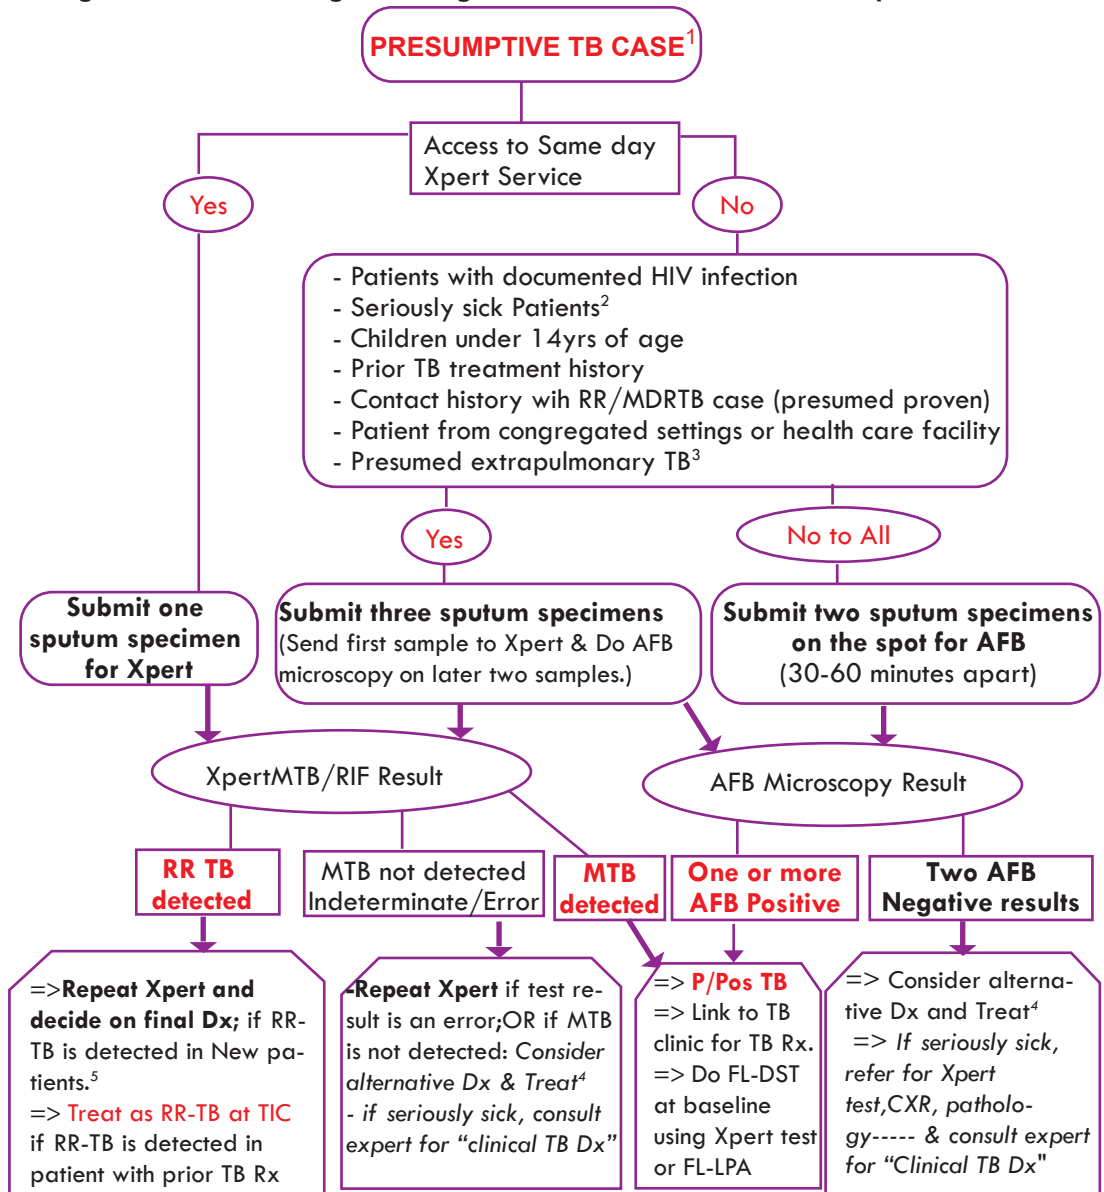 PRESUMPTIVE TB CASE1
Access to Same day
Xpert Service
Yes
No
- Patients with documented HIV infection
- Seriously sick Patients2
- Children under 14yrs of age
- Prior TB treatment history
- Contact history wih RR/MDRTB case (presumed proven)
- Patient from congregated settings or health care facility
- Presumed extrapulmonary TB3
Yes
No to All
Submit one
sputum specimen
for Xpert
Submit three sputum specimens
(Send first sample to Xpert & Do AFB
microscopy on later two samples.)
Submit two sputum specimens
on the spot for AFB
(30-60 minutes apart)
XpertMTB/RIF Result
AFB Microscopy Result
RR TB
detected
MTB not detected
Indeterminate/Error
MTB
detected
One or more
AFB Positive
Two AFB
Negative results
=>Repeat Xpert and
decide on final Dx; if RR-
TB is detected in New pa-
tients.5
=> Treat as RR-TB at TIC
if RR-TB is detected in
patient with prior TB Rx
-Repeat Xpert if test re-
sult is an error;OR if MTB
is not detected: Consider
alternative Dx & Treat4
- if seriously sick, consult
expert for “clinical TB Dx”
=> P/Pos TB
=> Link to TB
clinic for TB Rx.
=> Do FL-DST
at baseline
using Xpert test
or FL-LPA
=> Consider alterna-
tive Dx and Treat4
=> If seriously sick,
refer for Xpert
test,CXR, patholo-
gy----- & consult expert
for “Clinical TB Dx"